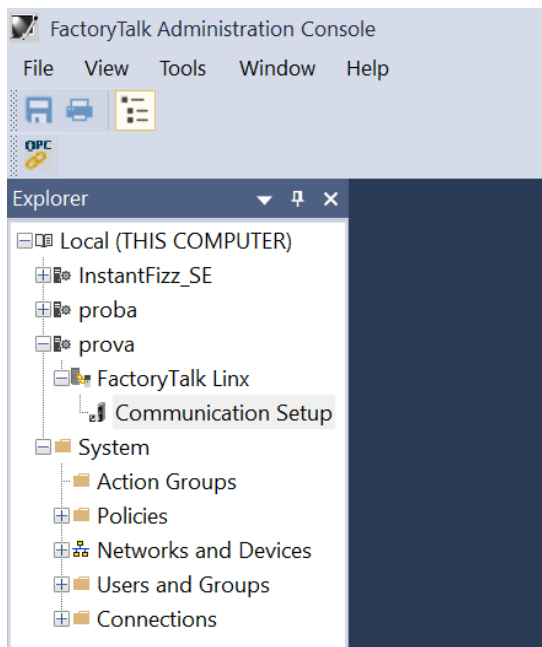 FactoryTalk Administration Console
File View Tools Window Help
OPC
Explorer
Local (THIS COMPUTER)
InstantFizz_SE
proba
prova
FactoryTalk Linx
Communication Setup
System
Action Groups
Policies
Networks and Devices
Users and Groups
Connections